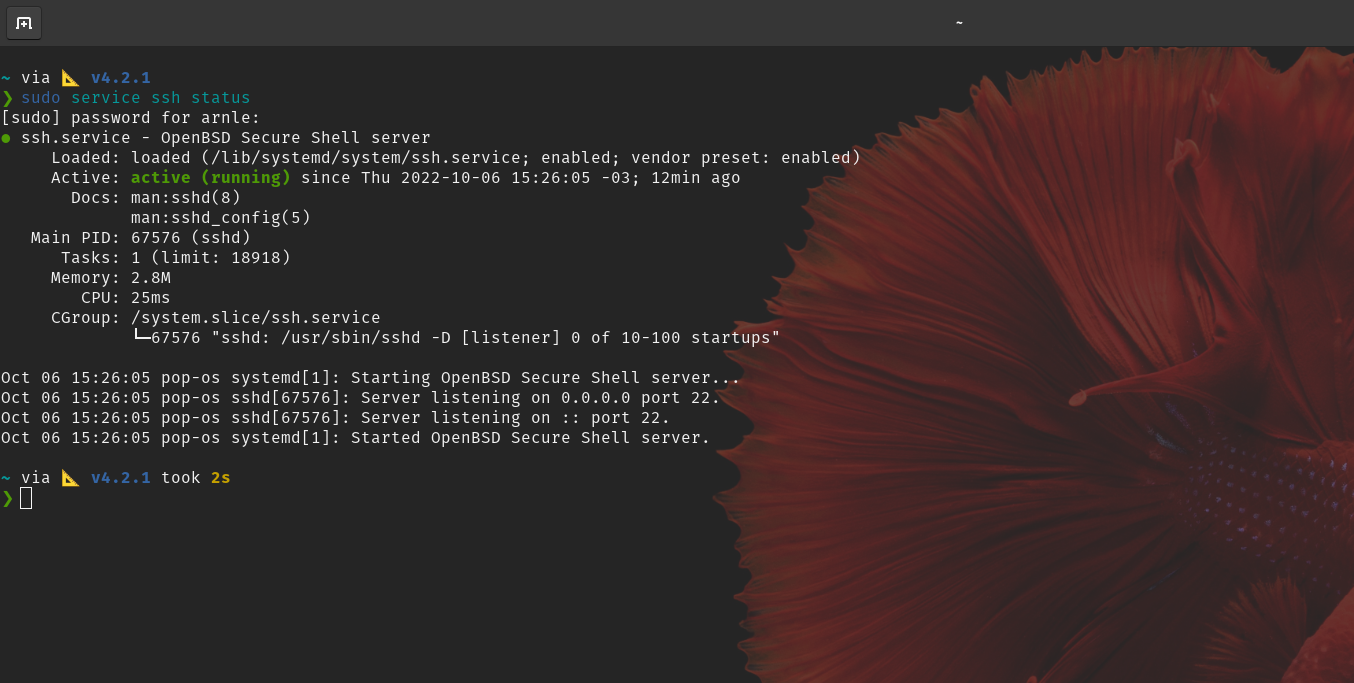 ~
~ via 📐 v4.2.1
❯ sudo service ssh status
[sudo] password for arnle:
● ssh.service - OpenBSD Secure Shell server
Loaded: loaded (/lib/systemd/system/ssh.service; enabled; vendor preset: enabled)
Active: active (running) since Thu 2022-10-06 15:26:05 -03; 12min ago
Docs: man:sshd(8)
man:sshd_config(5)
Main PID: 67576 (sshd)
Tasks: 1 (limit: 18918)
Memory: 2.8M
CPU: 25ms
CGroup: /system.slice/ssh.service
└─67576 "sshd: /usr/sbin/sshd -D [listener] 0 of 10-100 startups"
Oct 06 15:26:05 pop-os systemd[1]: Starting OpenBSD Secure Shell server...
Oct 06 15:26:05 pop-os sshd[67576]: Server listening on 0.0.0.0 port 22.
Oct 06 15:26:05 pop-os sshd[67576]: Server listening on :: port 22.
Oct 06 15:26:05 pop-os systemd[1]: Started OpenBSD Secure Shell server.
~ via 📐 v4.2.1 took 2s
❯